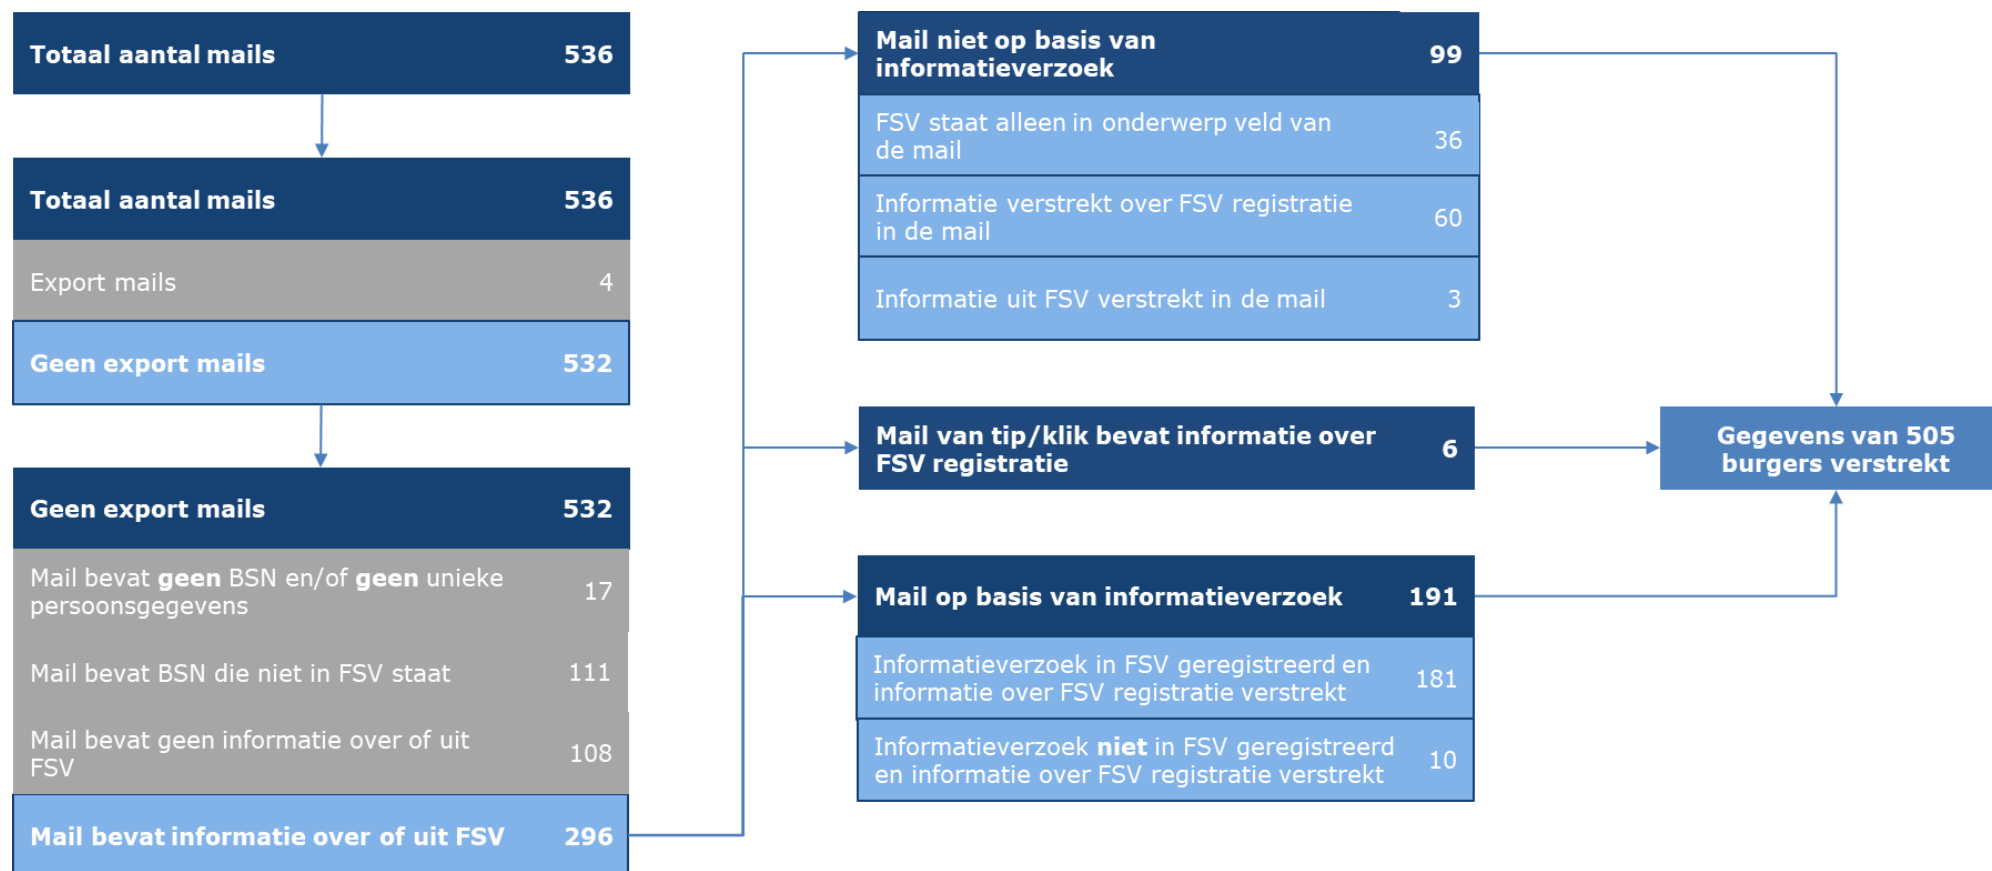 Totaal aantal mails 536
Totaal aantal mails 536
Export mails 4
Geen export mails 532
Geen export mails 532
Mail bevat geen BSN en/of geen unieke
persoonsgegevens 17
Mail bevat BSN die niet in FSV staat 111
Mail bevat geen informatie over of uit
FSV 108
Mail bevat informatie over of uit FSV 296
Mail niet op basis van
informatieverzoek 99
FSV staat alleen in onderwerp veld van
de mail 36
Informatie verstrekt over FSV registratie
in de mail 60
Informatie uit FSV verstrekt in de mail 3
Mail van tip/klik bevat informatie over
FSV registratie 6
Mail op basis van informatieverzoek 191
Informatieverzoek in FSV geregistreerd en
informatie over FSV registratie verstrekt 181
Informatieverzoek niet in FSV geregistreerd
en informatie over FSV registratie verstrekt 10
Gegevens van 505
burgers verstrekt